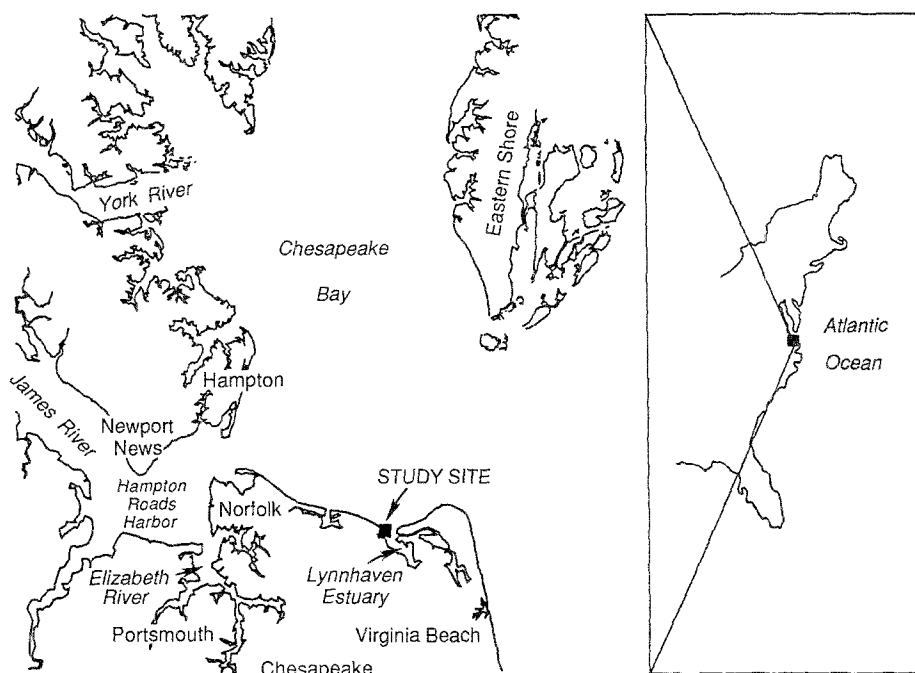 York River
Chesapeake
Bay
Eastern Shore
Atlantic
Ocean
James River
Hampton
Newport
News
Hampton
Roads
Harbor
Norfolk
STUDY SITE
Elizabeth
River
Lynnhaven
Estuary
Portsmouth
Virginia Beach
Chesapeake